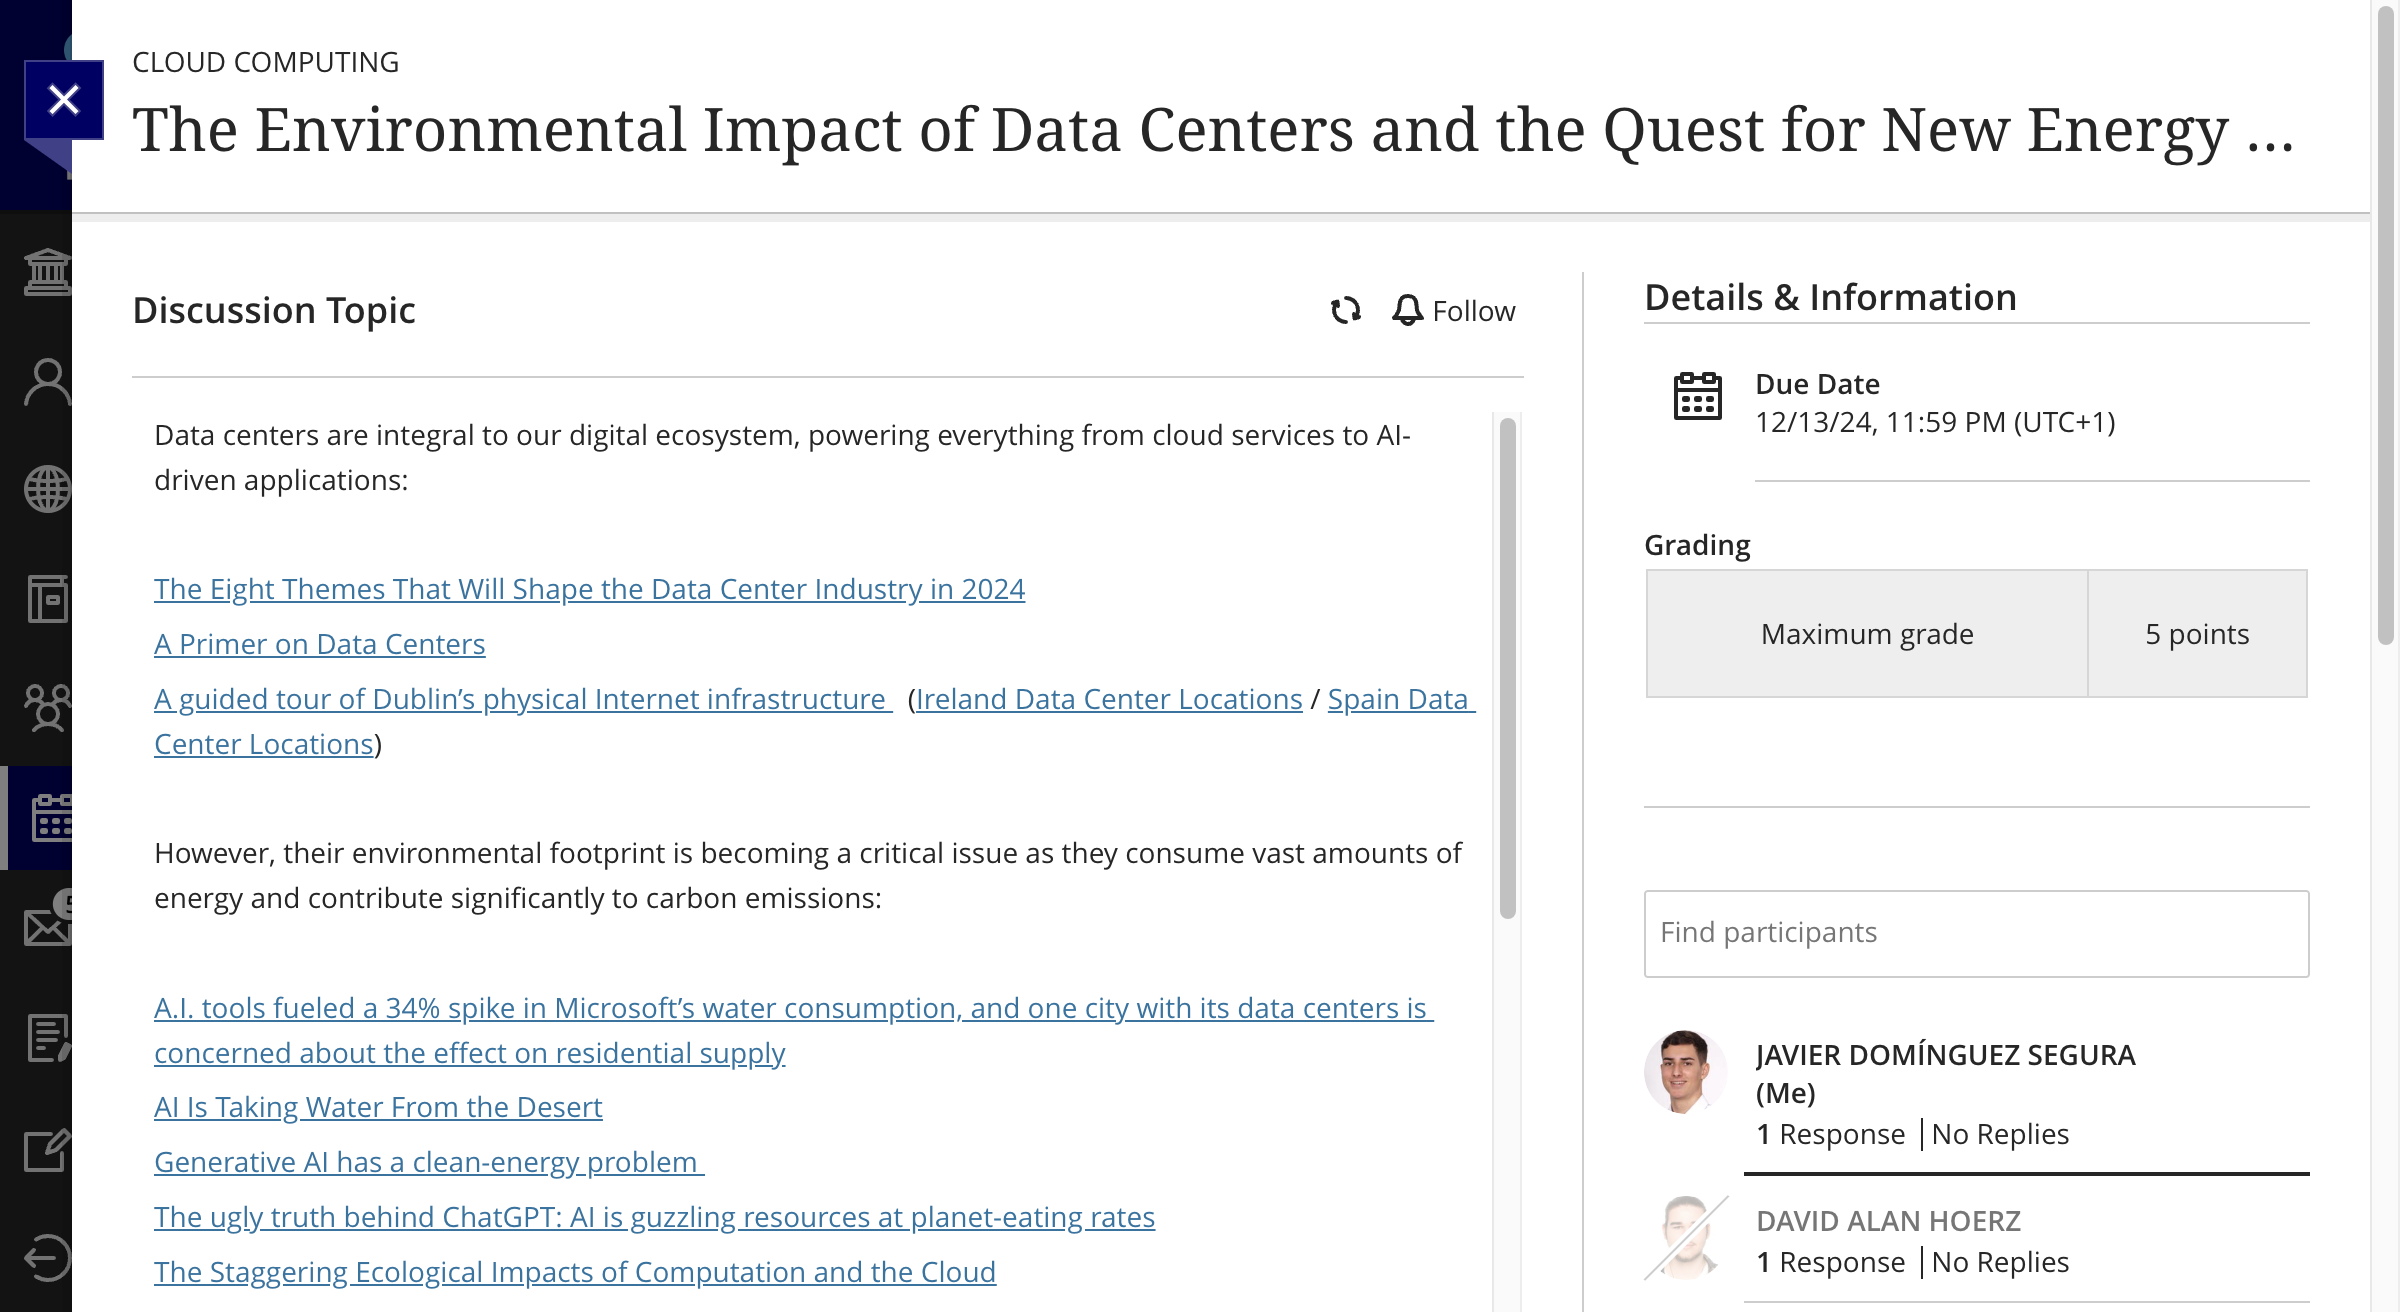 CLOUD COMPUTING
The Environmental Impact of Data Centers and the Quest for New Energy ...
Discussion Topic
Follow
Data centers are integral to our digital ecosystem, powering everything from cloud services to AI-
driven applications:
The Eight Themes That Will Shape the Data Center Industry in 2024
A Primer on Data Centers
A guided tour of Dublin’s physical Internet infrastructure (Ireland Data Center Locations / Spain Data
Center Locations)
However, their environmental footprint is becoming a critical issue as they consume vast amounts of
energy and contribute significantly to carbon emissions:
A.I. tools fueled a 34% spike in Microsoft’s water consumption, and one city with its data centers is
concerned about the effect on residential supply
AI Is Taking Water From the Desert
Generative AI has a clean-energy problem
The ugly truth behind ChatGPT: AI is guzzling resources at planet-eating rates
The Staggering Ecological Impacts of Computation and the Cloud
Details & Information
Due Date
12/13/24, 11:59 PM (UTC+1)
Grading
Maximum grade
5 points
Find participants
JAVIER DOMÍNGUEZ SEGURA
(Me)
1 Response | No Replies
DAVID ALAN HOERZ
1 Response | No Replies